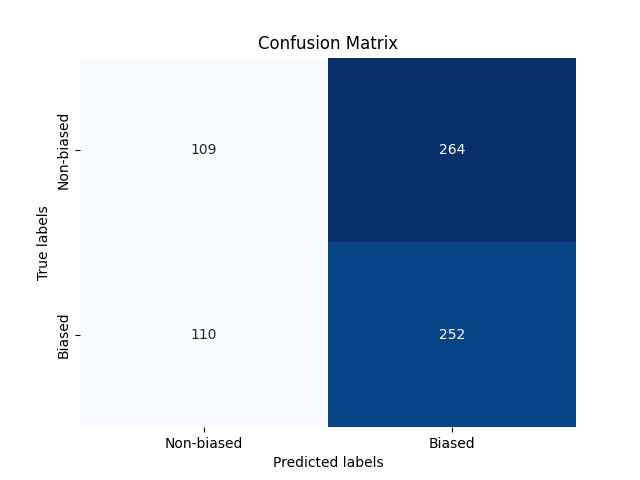 Confusion Matrix
True labels
Non-biased
109
264
Biased
110
252
Non-biased
Biased
Predicted labels